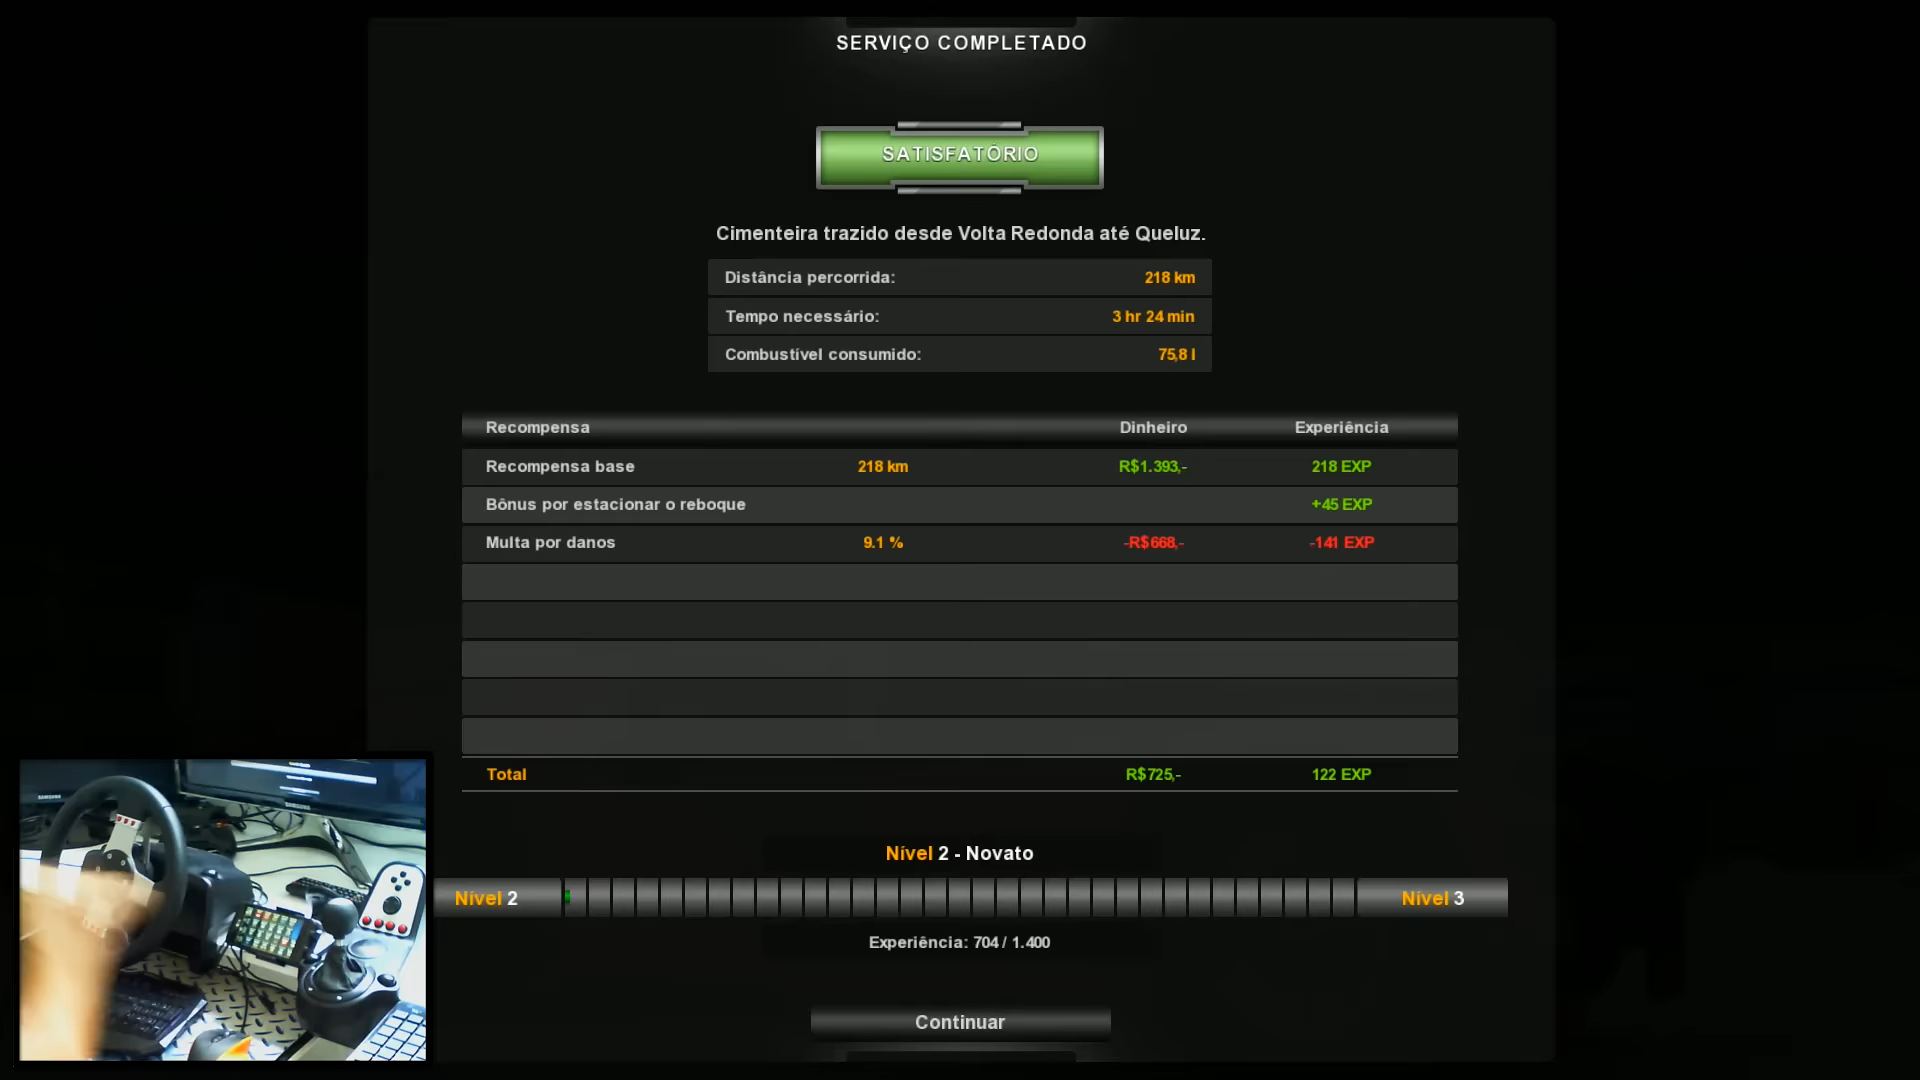 SERVIÇO COMPLETADO
SATISFATÓRIO
Cimenteira trazido desde Volta Redonda até Queluz.
Distância percorrida: 218 km
Tempo necessário: 3 hr 24 min
Combustível consumido: 75,8 l
Recompensa Dinheiro Experiência
Recompensa base 218 km R$1.393,- 218 EXP
Bônus por estacionar o reboque +45 EXP
Multa por danos 9.1 % -R$668,- -141 EXP
Total R$725,- 122 EXP
Nível 2 - Novato
Nível 2 Nível 3
Experiência: 704 / 1.400
Continuar
SAMSUNG
SAMSUNG